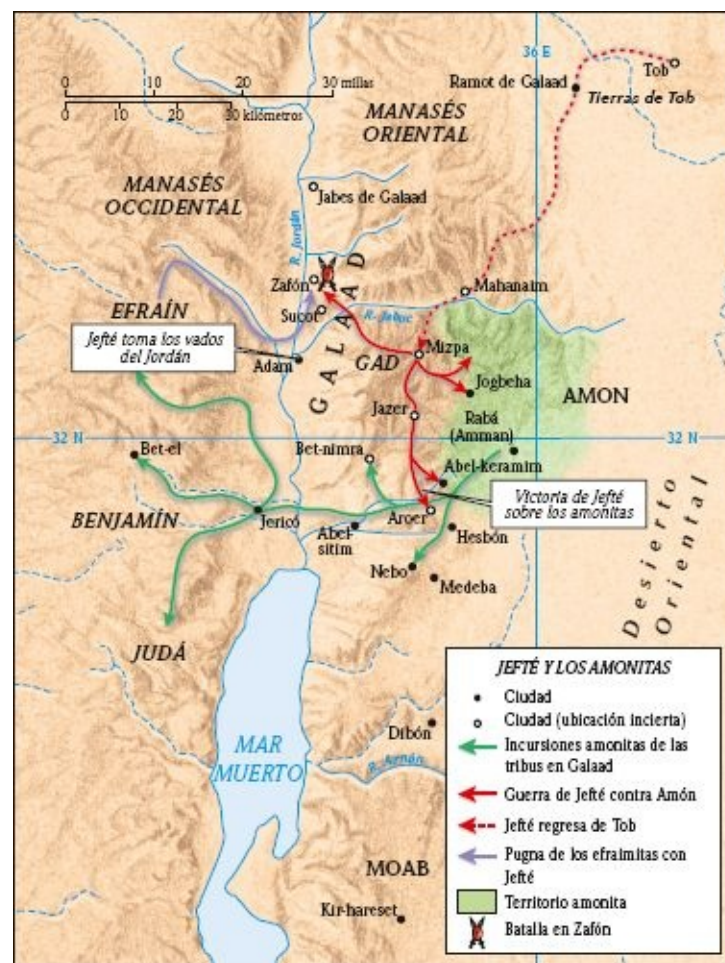 36 E
Tob
0 10 20 30 millas
0 10 20 30 kilómetros
Ramot de Galaad
Tierras de Tob
MANASÉS
ORIENTAL
MANASÉS
OCCIDENTAL
Jabes de Galaad
R. Jordán
GALAAD
Zafón
Mahanaim
EFRAÍN
Sucot
R. Jaboc
Jefté toma los vados
del Jordán
Adam
GAD
Mizpa
Jogbeha
AMON
Jazer
Rabá
(Amman)
32 N
32 N
Bet-el
Bet-nimra
Abel-keramim
Victoria de Jefté
sobre los amonitas
BENJAMÍN
Jericó
Abel-
sitim
Aroer
Hesbón
Nebo
Medeba
Desierto
Oriental
JUDÁ
MAR
MUERTO
Dibón
R. Arnón
MOAB
Kir-hareset
JEFTÉ Y LOS AMONITAS
Ciudad
Ciudad (ubicación incierta)
Incursiones amonitas de las
tribus en Galaad
Guerra de Jefté contra Amón
Jefté regresa de Tob
Pugna de los efraimitas con
Jefté
Territorio amonita
Batalla en Zafón